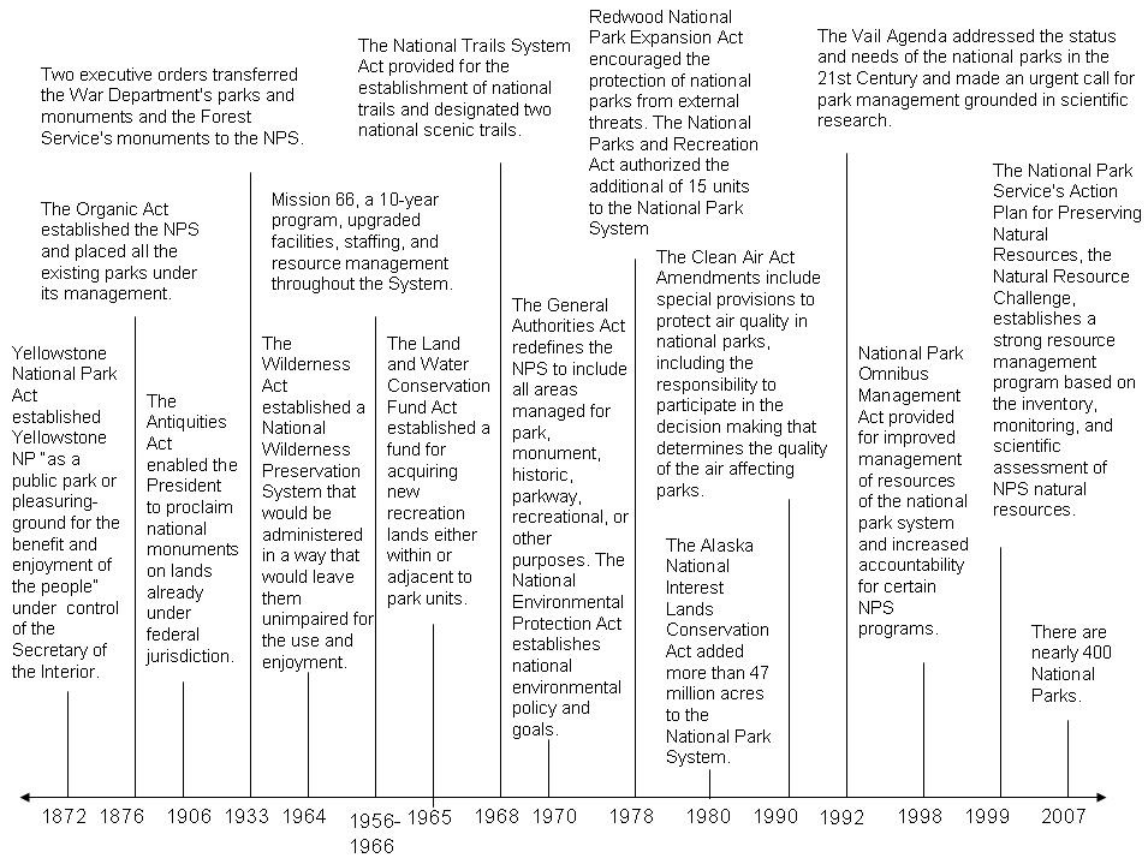 Two executive orders transferred
the War Department's parks and
monuments and the Forest
Service's monuments to the NPS.
The National Trails System
Act provided for the
establishment of national
trails and designated two
national scenic trails.
Redwood National
Park Expansion Act
encouraged the
protection of national
parks from external
threats. The National
Parks and Recreation
Act authorized the
additional of 15 units
to the National Park
System
The Vail Agenda addressed the status
and needs of the national parks in the
21st Century and made an urgent call for
park management grounded in scientific
research.
The Organic Act
established the NPS
and placed all the
existing parks under
its management.
Mission 66, a 10-year
program, upgraded
facilities, staffing, and
resource management
throughout the System.
The Clean Air Act
Amendments include
special provisions to
protect air quality in
national parks,
including the
responsibility to
participate in the
decision making that
determines the quality
of the air affecting
parks.
The National Park
Service's Action
Plan for Preserving
Natural
Resources, the
Natural Resource
Challenge,
establishes a
strong resource
management
program based on
the inventory,
monitoring, and
scientific
assessment of
NPS natural
resources.
Yellowstone
National Park
Act
established
Yellowstone
NP "as a
public park or
pleasuring-
ground for the
benefit and
enjoyment of
the people"
under control
of the
Secretary of
the Interior.
The
Antiquities
Act
enabled the
President
to proclaim
national
monuments
on lands
already
under
federal
jurisdiction.
The
Wilderness
Act
established a
National
Wilderness
Preservation
System that
would be
administered
in a way that
would leave
them
unimpaired for
the use and
enjoyment.
The Land
and Water
Conservation
Fund Act
established a
fund for
acquiring
new
recreation
lands either
within or
adjacent to
park units.
The General
Authorities Act
redefines the
NPS to include
all areas
managed for
park,
monument,
historic,
parkway,
recreational, or
other
purposes. The
National
Environmental
Protection Act
establishes
national
environmental
policy and
goals.
The Alaska
National
Interest
Lands
Conservation
Act added
more than 47
million acres
to the
National Park
System.
National Park
Omnibus
Management
Act provided
for improved
management
of resources
of the national
park system
and increased
accountability
for certain
NPS
programs.
There are
nearly 400
National
Parks.
1872 1876 1906 1933 1964 1956-
1966 1965 1968 1970 1978 1980 1990 1992 1998 1999 2007